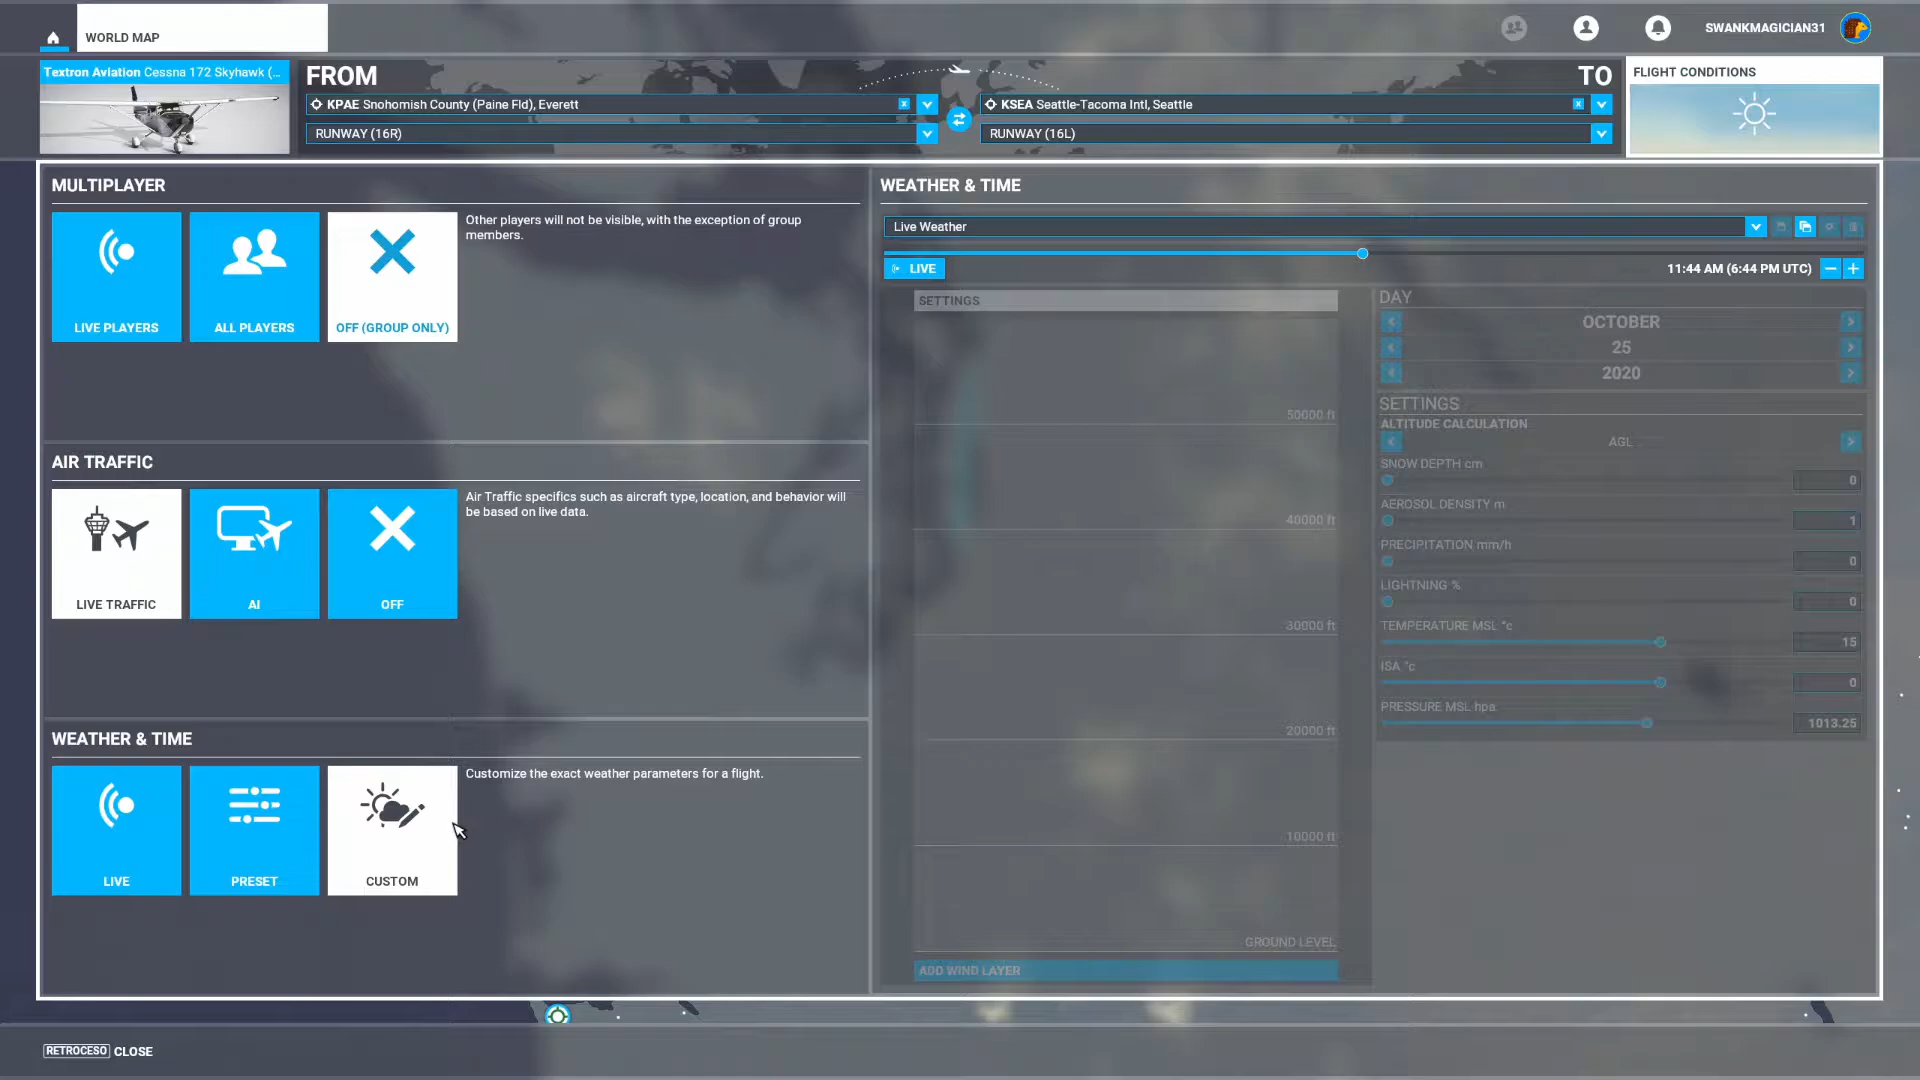 WORLD MAP
SWANKMAGICIAN31
Textron Aviation Cessna 172 Skyhawk (...
FROM
KPAE Snohomish County (Paine Fld), Everett
RUNWAY (16R)
TO
KSEA Seattle-Tacoma Intl, Seattle
RUNWAY (16L)
FLIGHT CONDITIONS
MULTIPLAYER
LIVE PLAYERS
ALL PLAYERS
OFF (GROUP ONLY)
Other players will not be visible, with the exception of group
members.
AIR TRAFFIC
LIVE TRAFFIC
AI
OFF
Air Traffic specifics such as aircraft type, location, and behavior will
be based on live data.
WEATHER & TIME
LIVE
PRESET
CUSTOM
Customize the exact weather parameters for a flight.
WEATHER & TIME
Live Weather
LIVE
11:44 AM (6:44 PM UTC)
SETTINGS
50000 ft
40000 ft
30000 ft
20000 ft
10000 ft
GROUND LEVEL
ADD WIND LAYER
DAY
OCTOBER
25
2020
SETTINGS
ALTITUDE CALCULATION
AGL
SNOW DEPTH cm
0
AEROSOL DENSITY m
1
PRECIPITATION mm/h
0
LIGHTNING %
0
TEMPERATURE MSL °c
15
ISA °c
0
PRESSURE MSL hpa
1013.25
RETROCESO CLOSE